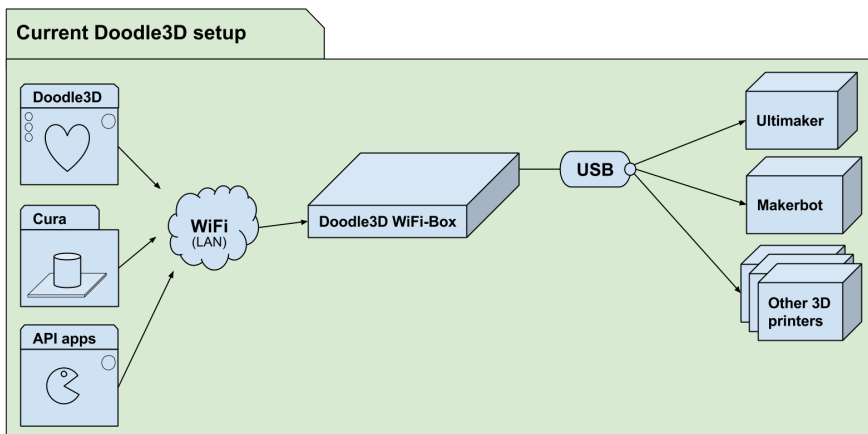 Current Doodle3D setup
Doodle3D
Cura
API apps
WiFi
(LAN)
Doodle3D WiFi-Box
USB
Ultimaker
Makerbot
Other 3D
printers